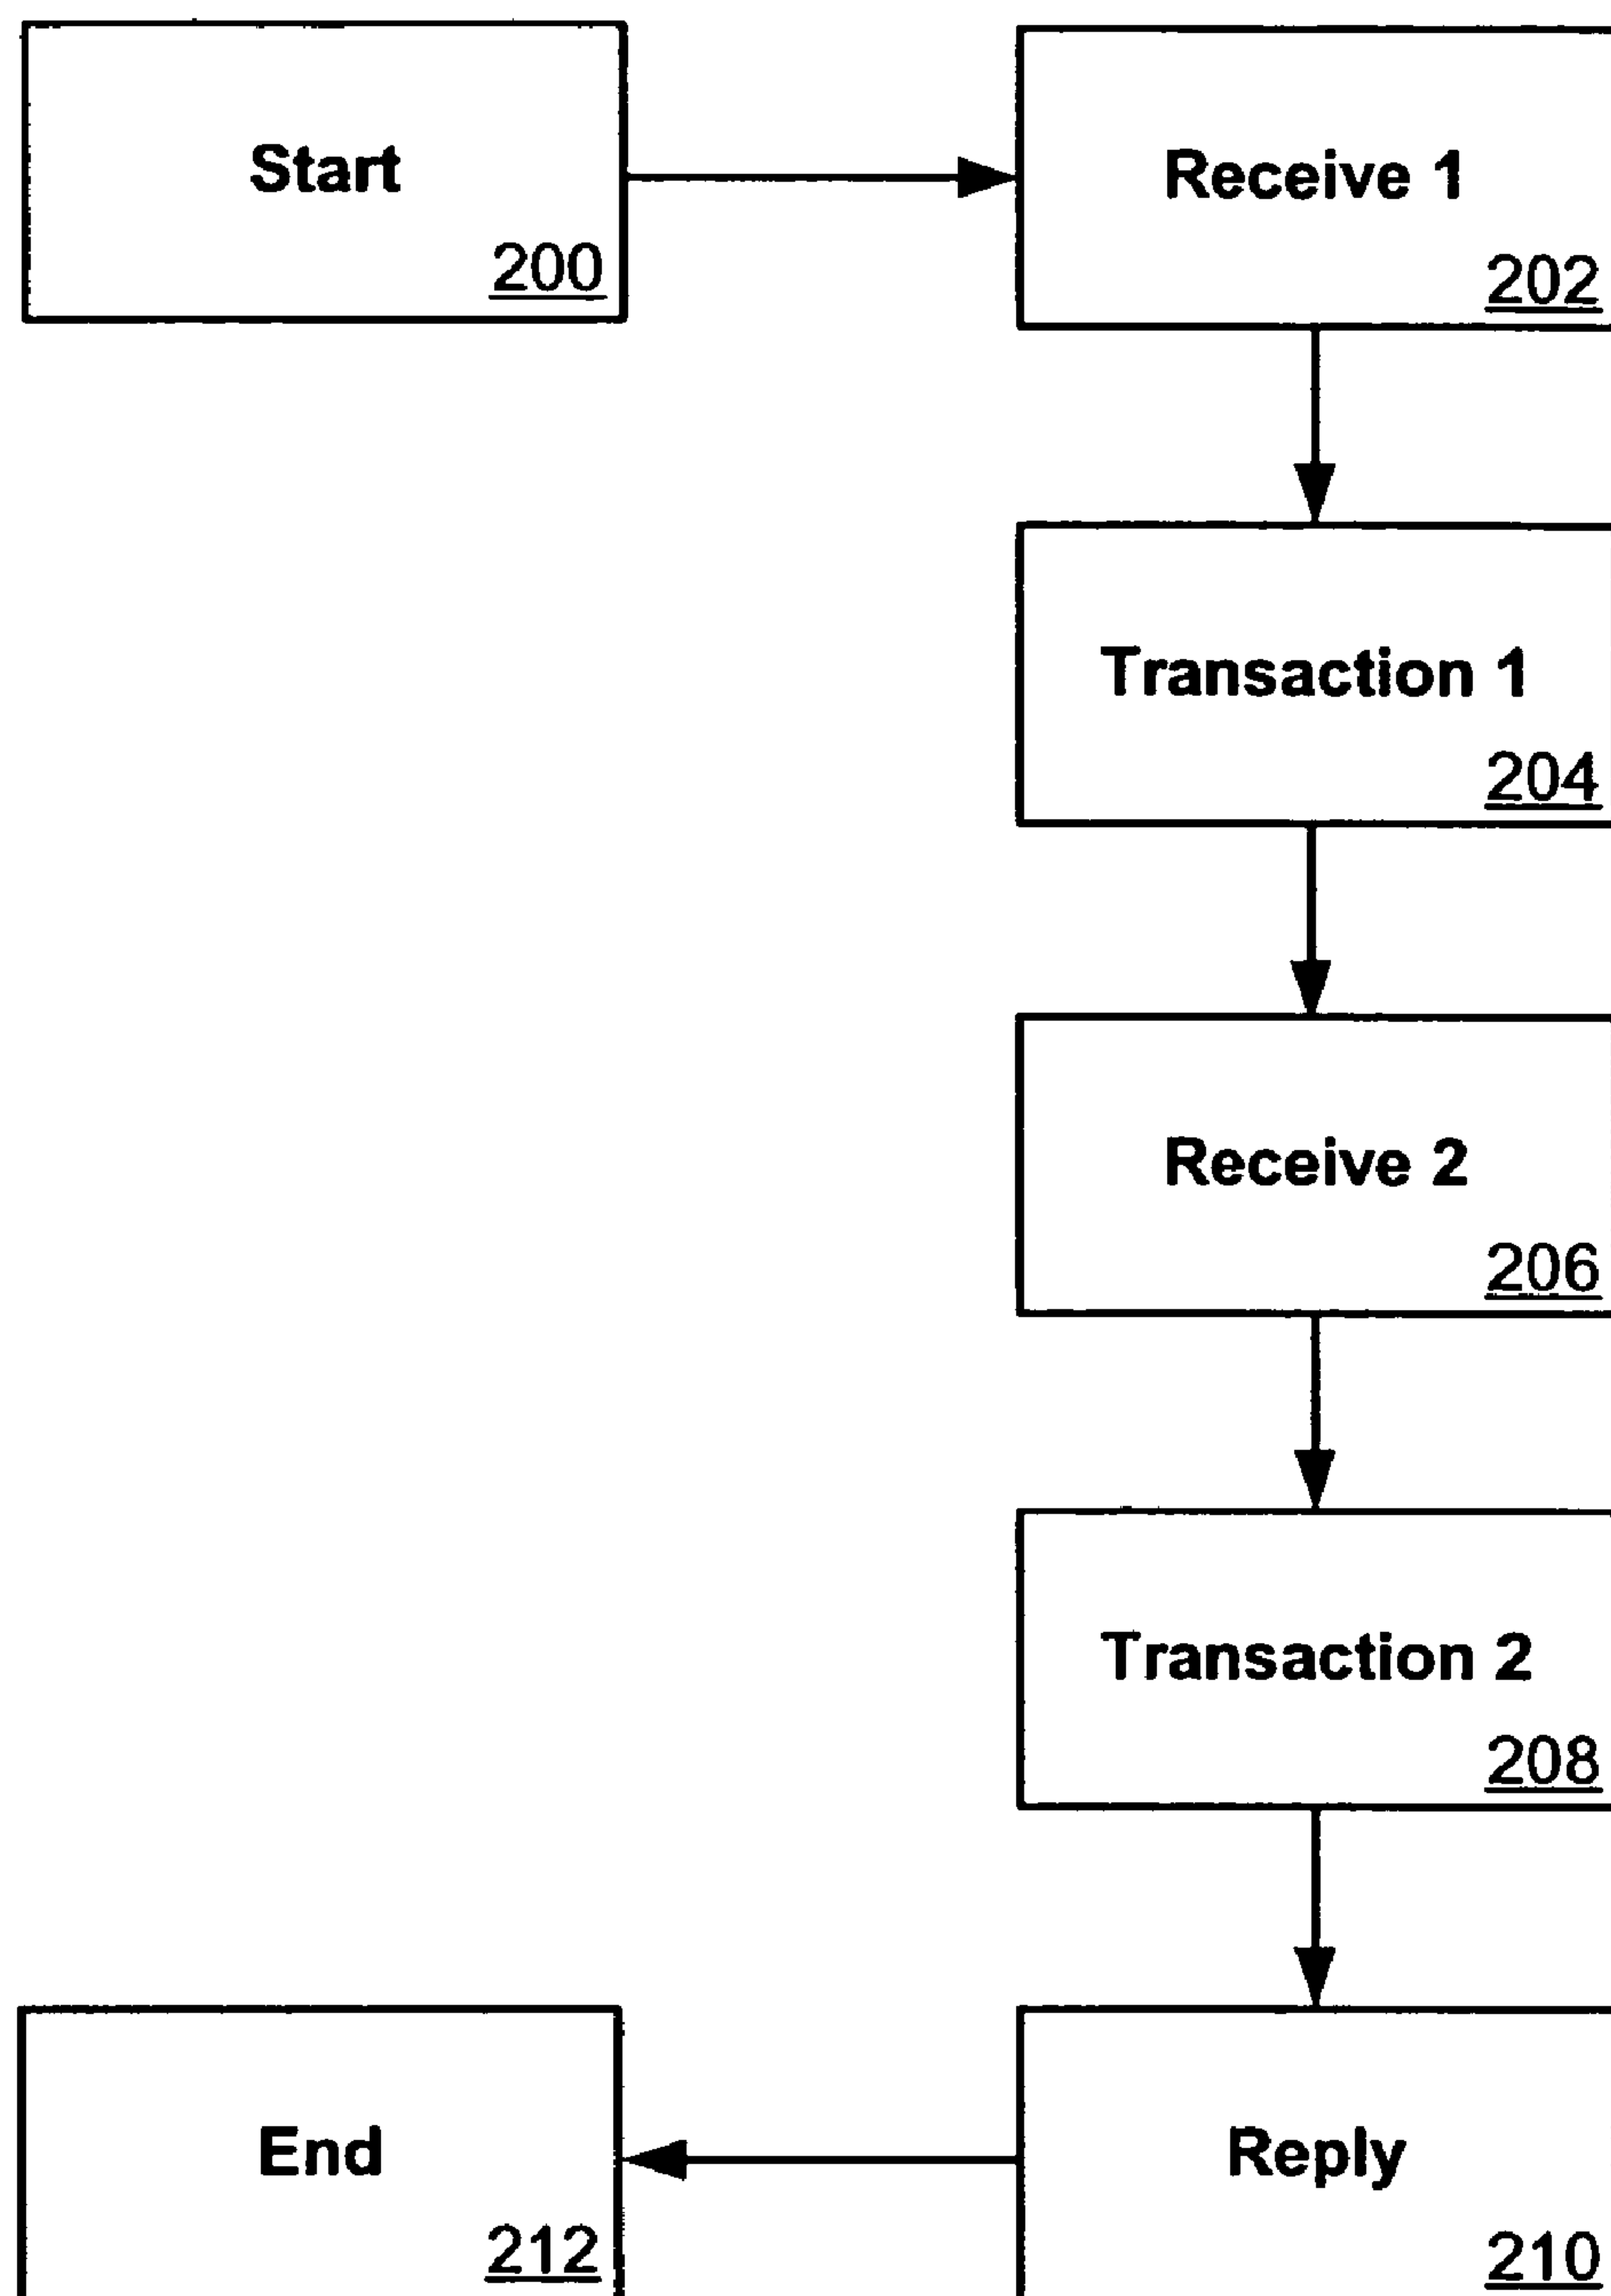 Start
200
Receive 1
202
Transaction 1
204
Receive 2
206
Transaction 2
208
Reply
210
End
212